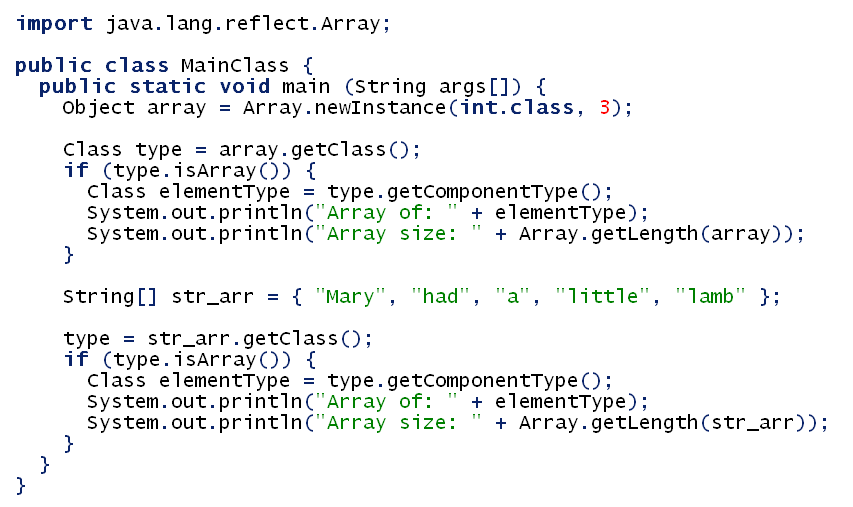 import java.lang.reflect.Array;

public class MainClass {
  public static void main (String args[]) {
    Object array = Array.newInstance(int.class, 3);

    Class type = array.getClass();
    if (type.isArray()) {
      Class elementType = type.getComponentType();
      System.out.println("Array of: " + elementType);
      System.out.println("Array size: " + Array.getLength(array));
    }

    String[] str_arr = { "Mary", "had", "a", "little", "lamb" };

    type = str_arr.getClass();
    if (type.isArray()) {
      Class elementType = type.getComponentType();
      System.out.println("Array of: " + elementType);
      System.out.println("Array size: " + Array.getLength(str_arr));
    }
  }
}